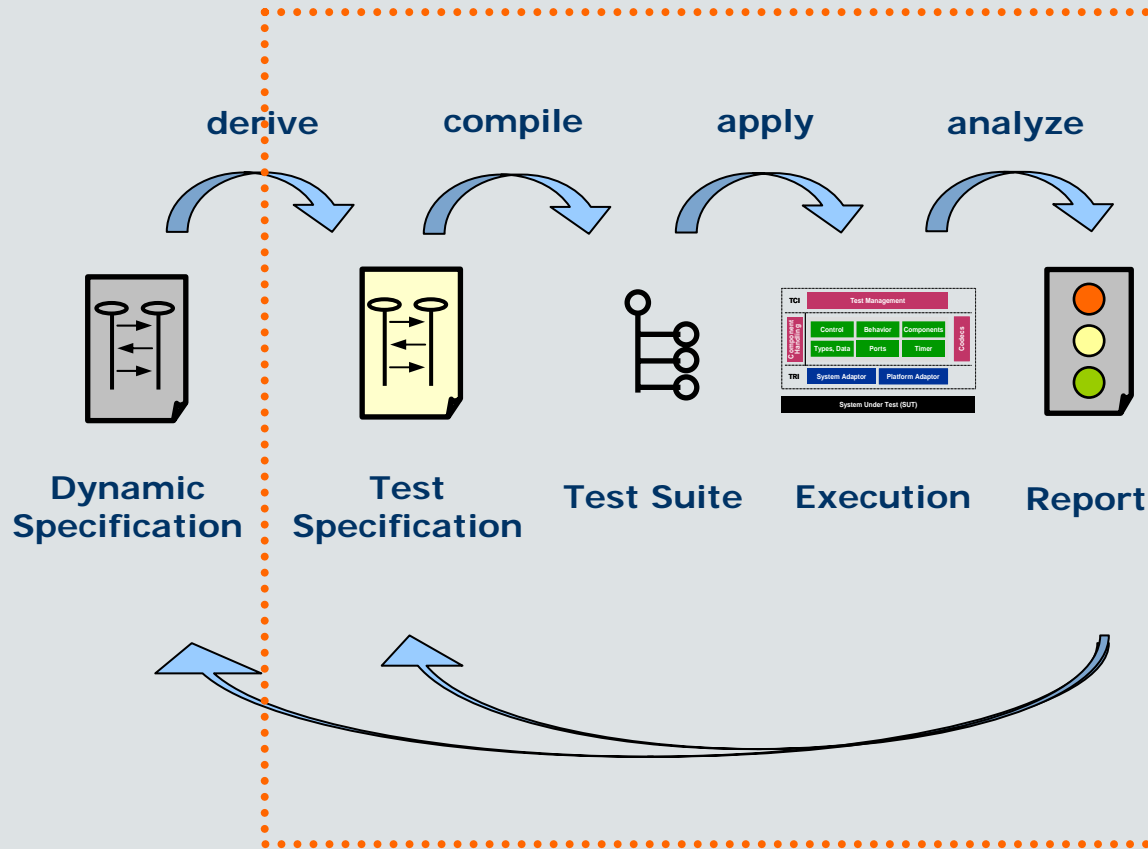 derive
compile
apply
analyze
TCI
Test Management
Component
Handling
Control
Behavior
Components
Codecs
Types, Data
Ports
Timer
TRI
System Adaptor
Platform Adaptor
System Under Test (SUT)
Dynamic
Specification
Test
Specification
Test Suite
Execution
Report